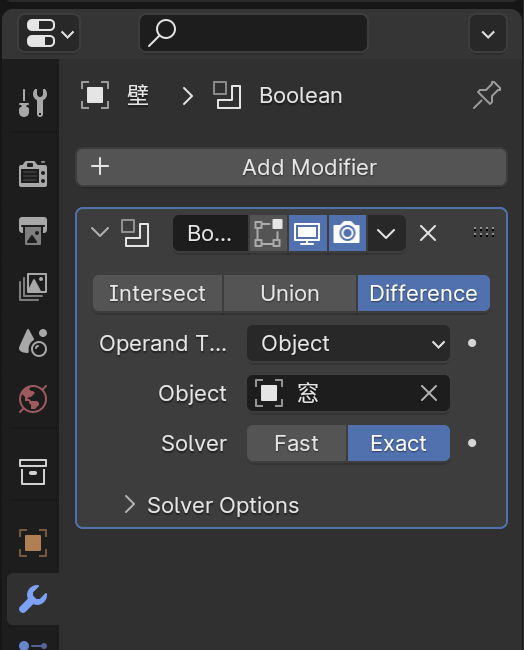 壁 Boolean
Add Modifier
Bo...
Intersect Union Difference
Operand T... Object
Object 窓
Solver Fast Exact
Solver Options